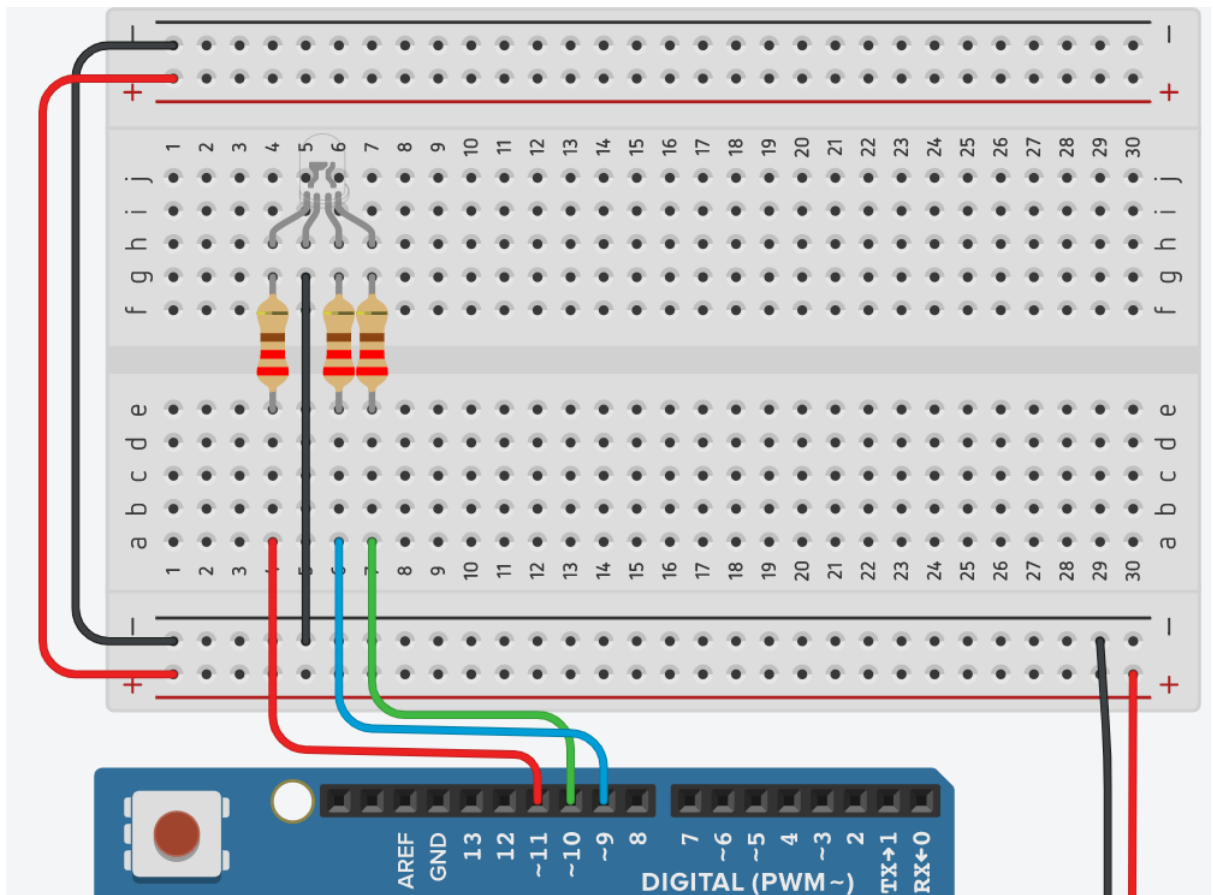 − −
+ +
1 2 3 4 5 6 7 8 9 10 11 12 13 14 15 16 17 18 19 20 21 22 23 24 25 26 27 28 29 30
j j
i i
h h
g g
f f
e e
d d
c c
b b
a a
1 2 3 4 5 6 7 8 9 10 11 12 13 14 15 16 17 18 19 20 21 22 23 24 25 26 27 28 29 30
− −
+ +
AREF GND 13 12 ~11 ~10 ~9 8 7 ~6 ~5 4 ~3 2 TX→1 RX←0
DIGITAL (PWM ~)